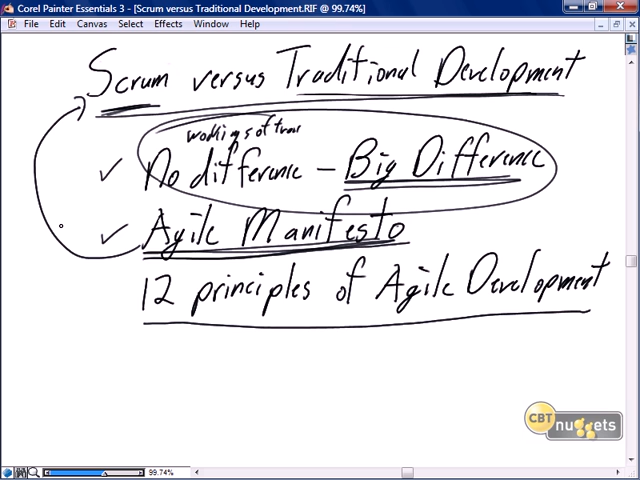 Corel Painter Essentials 3 - [Scrum versus Traditional Development.RIF @ 99.74%]
File Edit Canvas Select Effects Window Help
Scrum versus Traditional Development
of
No difference – Big Difference
Agile Manifesto
12 principles of Agile Development
CBT nuggets
99.74%